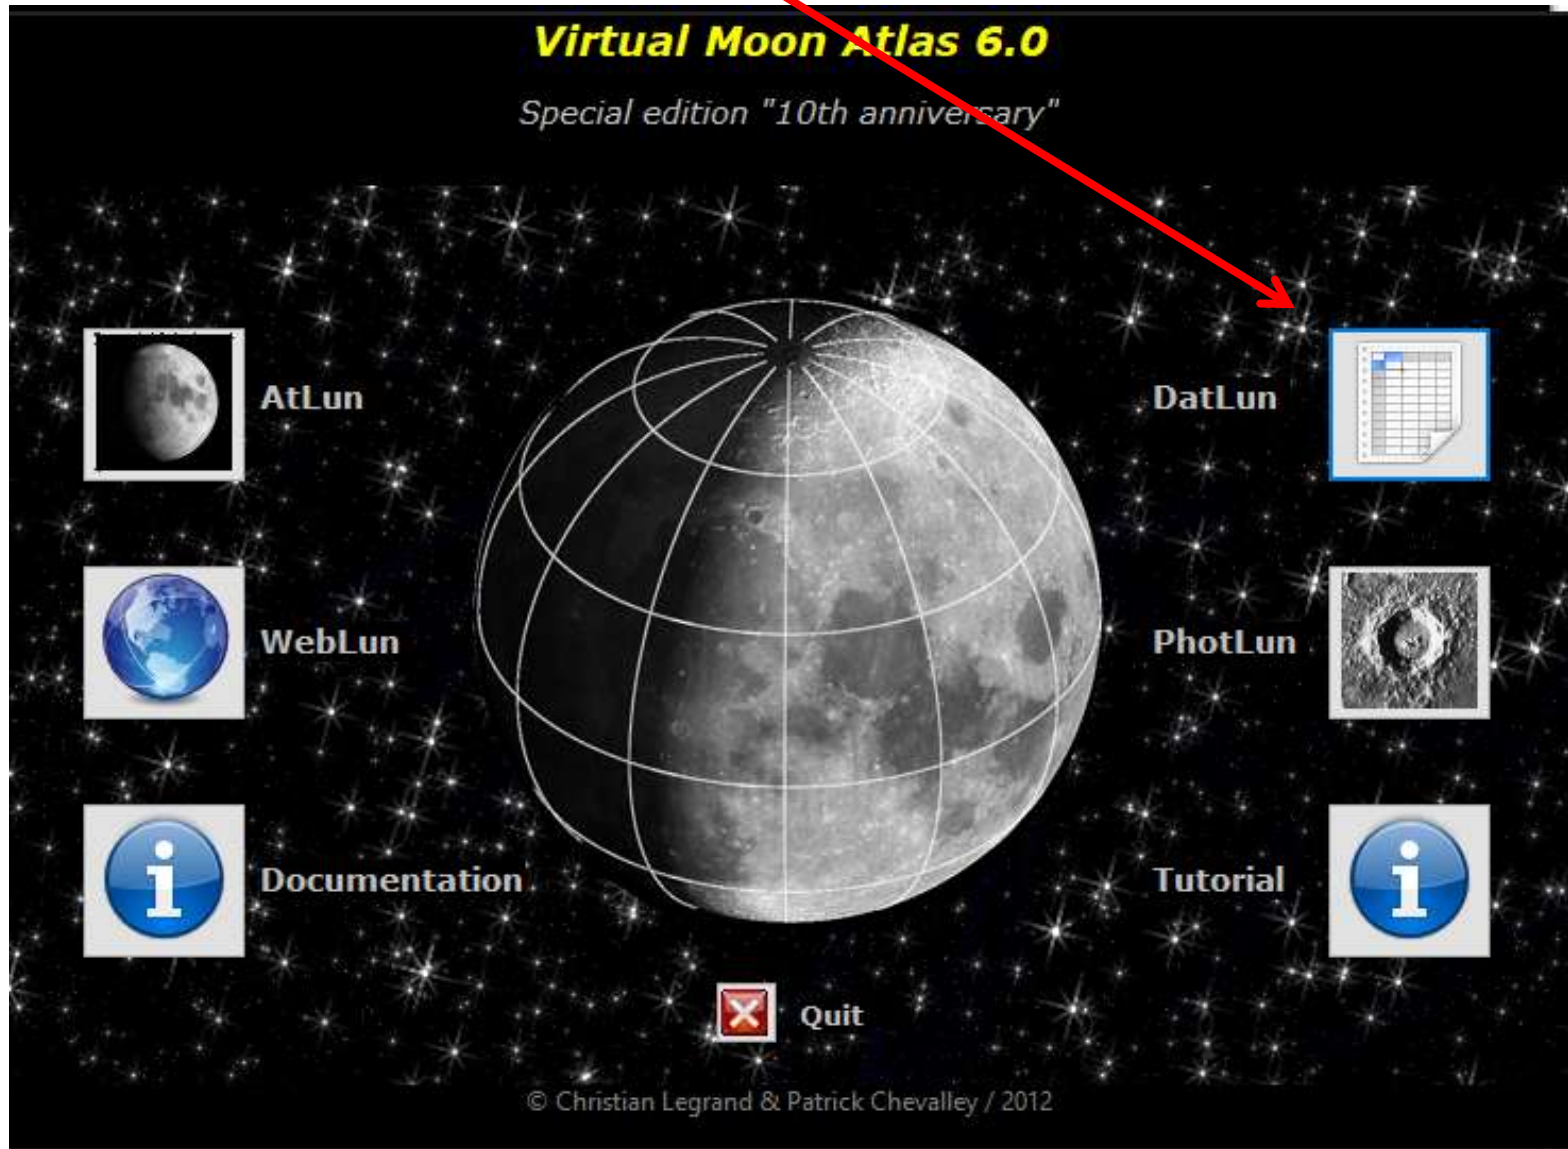 Virtual Moon Atlas 6.0
Special edition "10th anniversary"
AtLun
DatLun
WebLun
PhotLun
Documentation
Tutorial
Quit
© Christian Legrand & Patrick Chevalley / 2012